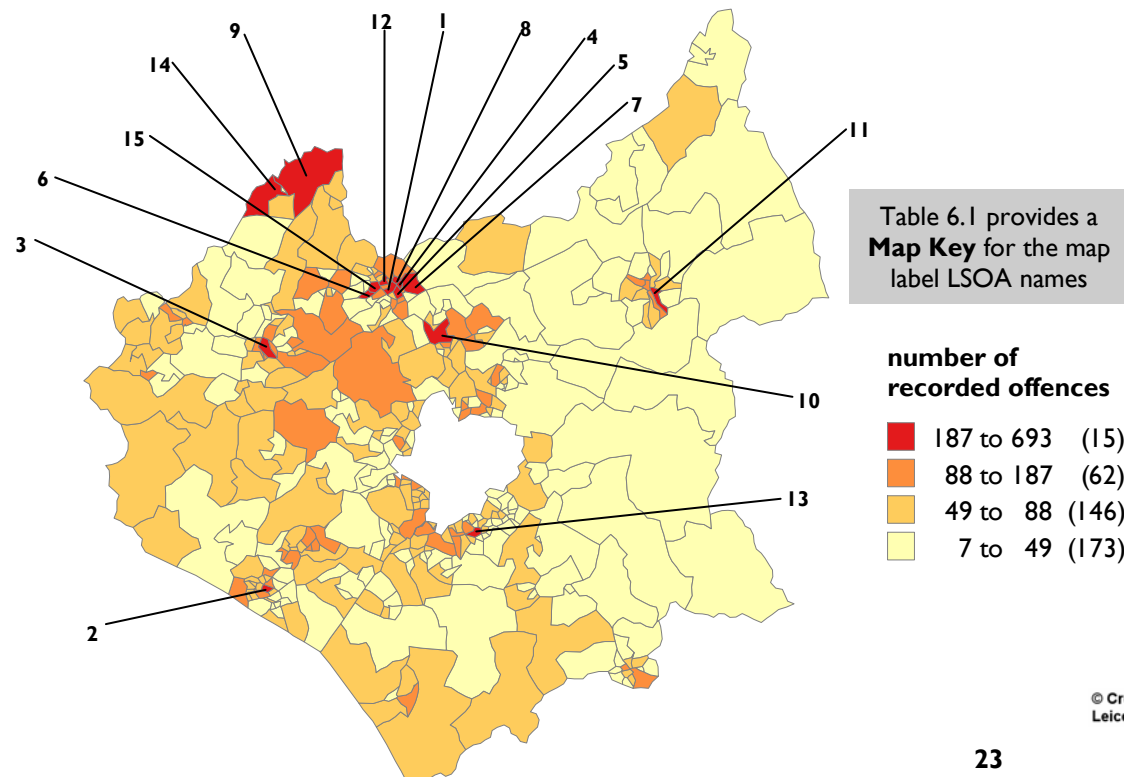 12
1
8
9
4
14
5
7
15
11
6
3
Table 6.1 provides a
Map Key for the map
label LSOA names
number of
recorded offences
10
187 to 693 (15)
88 to 187 (62)
49 to 88 (146)
7 to 49 (173)
13
2
© Cr
Leic
23